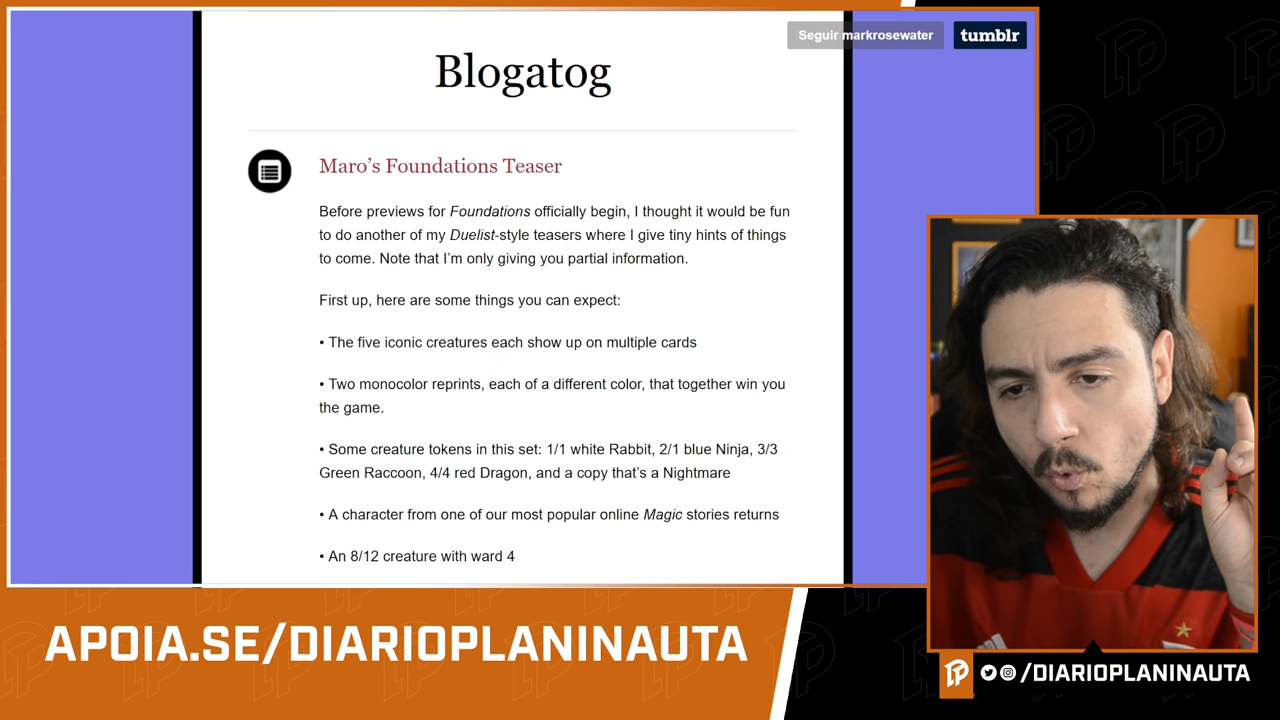 Seguir markrosewater
tumblr
Blogatog
Maro’s Foundations Teaser
Before previews for Foundations officially begin, I thought it would be fun
to do another of my Duelist-style teasers where I give tiny hints of things
to come. Note that I’m only giving you partial information.
First up, here are some things you can expect:
• The five iconic creatures each show up on multiple cards
• Two monocolor reprints, each of a different color, that together win you
the game.
• Some creature tokens in this set: 1/1 white Rabbit, 2/1 blue Ninja, 3/3
Green Raccoon, 4/4 red Dragon, and a copy that’s a Nightmare
• A character from one of our most popular online Magic stories returns
• An 8/12 creature with ward 4
APOIA.SE/DIARIOPLANINAUTA
/DIARIOPLANINAUTA